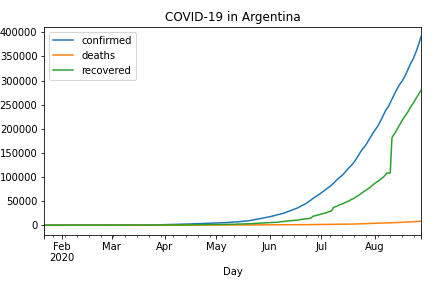 COVID-19 in Argentina
confirmed
deaths
recovered
400000
350000
300000
250000
200000
150000
100000
50000
0
Feb Mar Apr May Jun Jul Aug
2020
Day